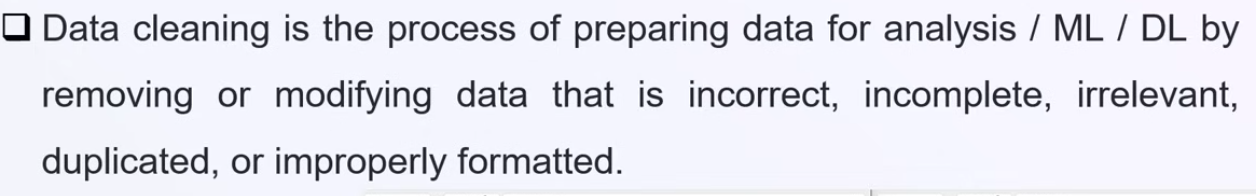 ❑ Data cleaning is the process of preparing data for analysis / ML / DL by
removing or modifying data that is incorrect, incomplete, irrelevant,
duplicated, or improperly formatted.